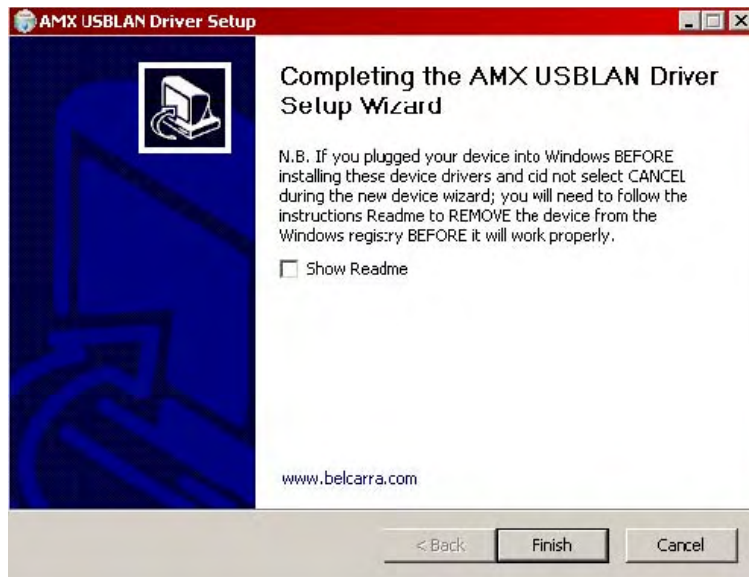 AMX USBLAN Driver Setup
Completing the AMX USBLAN Driver
Setup Wizard
N.B. If you plugged your device into Windows BEFORE
installing these device drivers and cid not select CANCEL
during the new device wizard; you will need to follow the
instructions Readme to REMOVE the device from the
Windows registry BEFORE it will work properly.
Show Readme
www.belcarra.com
< Back
Finish
Cancel